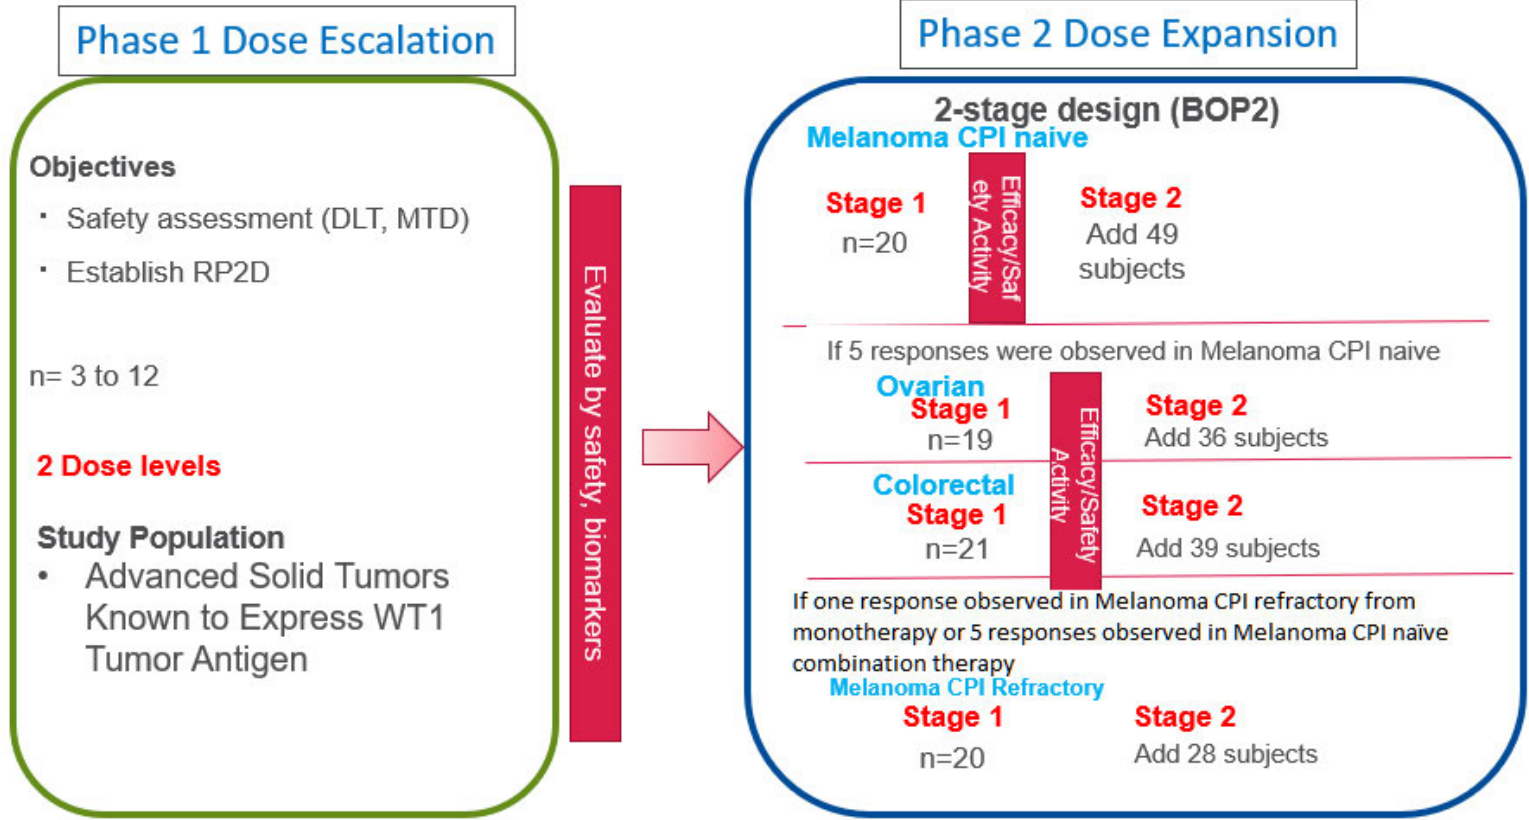 Phase 1 Dose Escalation
Objectives
· Safety assessment (DLT, MTD)
· Establish RP2D
n= 3 to 12
2 Dose levels
Study Population
• Advanced Solid Tumors
Known to Express WT1
Tumor Antigen
Evaluate by safety, biomarkers
Phase 2 Dose Expansion
2-stage design (BOP2)
Melanoma CPI naive
Stage 1
n=20
Efficacy/Saf
ety Activity
Stage 2
Add 49
subjects
If 5 responses were observed in Melanoma CPI naive
Ovarian
Stage 1
n=19
Efficacy/Safety
Activity
Stage 2
Add 36 subjects
Colorectal
Stage 1
n=21
Stage 2
Add 39 subjects
If one response observed in Melanoma CPI refractory from
monotherapy or 5 responses observed in Melanoma CPI naïve
combination therapy
Melanoma CPI Refractory
Stage 1
n=20
Stage 2
Add 28 subjects